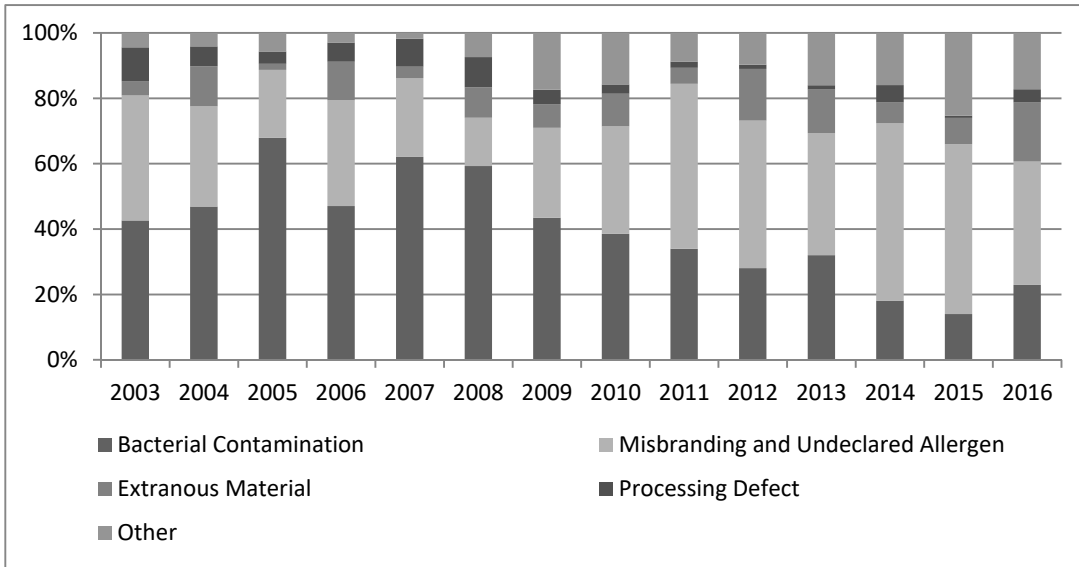 100%
80%
60%
40%
20%
0%
2003 2004 2005 2006 2007 2008 2009 2010 2011 2012 2013 2014 2015 2016
Bacterial Contamination Misbranding and Undeclared Allergen
Extranous Material Processing Defect
Other